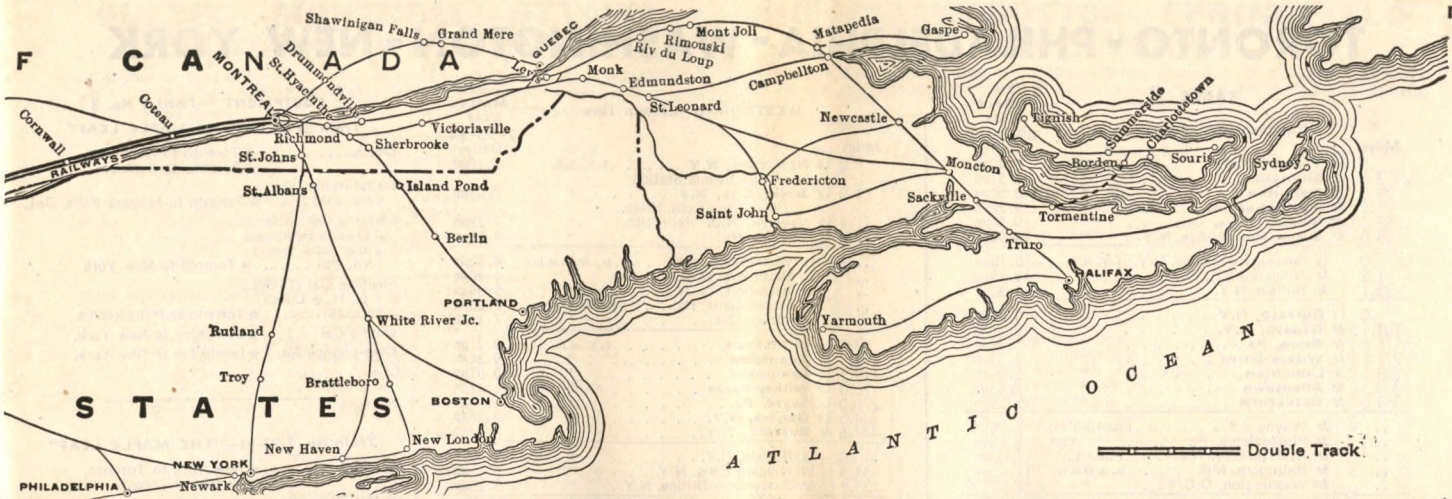 Shawinigan Falls
Grand Mere
QUEBEC
Levis
Mont Joli
Rimouski
Riv du Loup
Matapedia
Gaspe
Campbellton
F CANADA
Monk
Edmundston
St. Leonard
Drummondville
St. Hyacinthe
MONTREAL
Coteau
Cornwall
RAILWAYS
Richmond
Victoriaville
Sherbrooke
St. Johns
St. Albans
Island Pond
Berlin
Newcastle
Tignish
Summerside
Charlottetown
Borden
Souris
Sydney
Moncton
Fredericton
Sackville
Saint John
Tormentine
Truro
HALIFAX
Yarmouth
PORTLAND
White River Jc.
Rutland
Troy
Brattleboro
BOSTON
STATES
New London
New Haven
NEW YORK
Newark
PHILADELPHIA
ATLANTIC OCEAN
Double Track